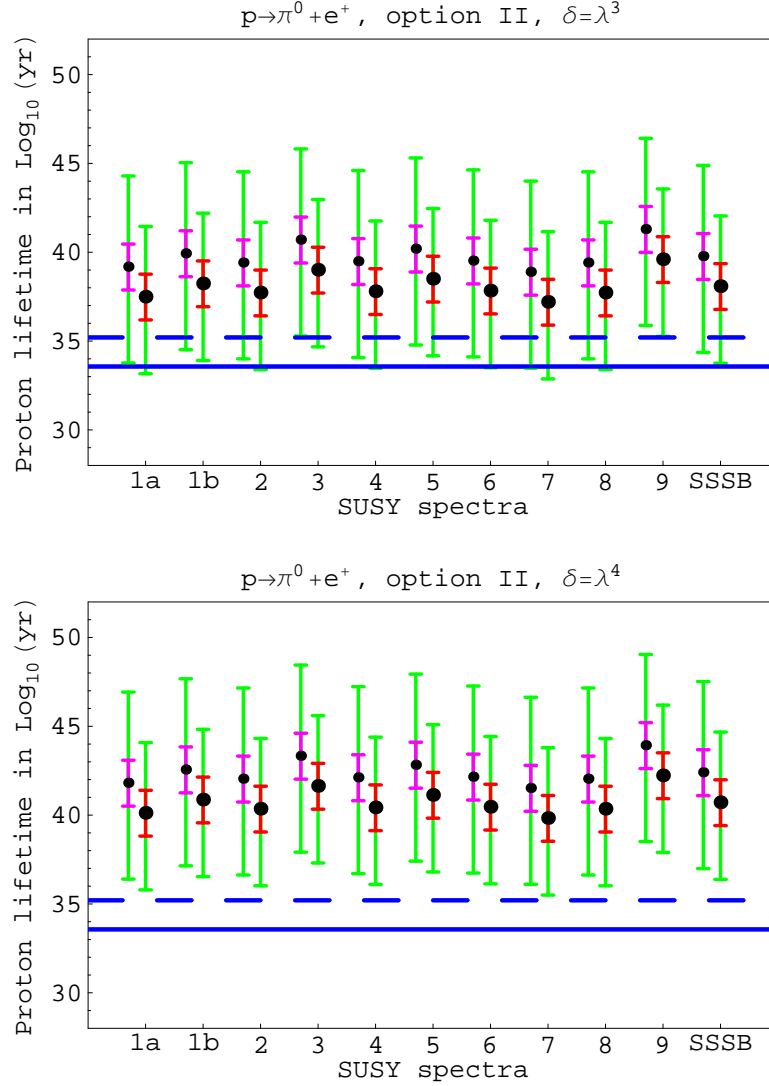 p→π⁰+e⁺, option II, δ=λ³
Proton lifetime in Log₁₀(yr)
50
45
40
35
30
1a 1b 2 3 4 5 6 7 8 9 SSSB
SUSY spectra
p→π⁰+e⁺, option II, δ=λ⁴
Proton lifetime in Log₁₀(yr)
50
45
40
35
30
1a 1b 2 3 4 5 6 7 8 9 SSSB
SUSY spectra